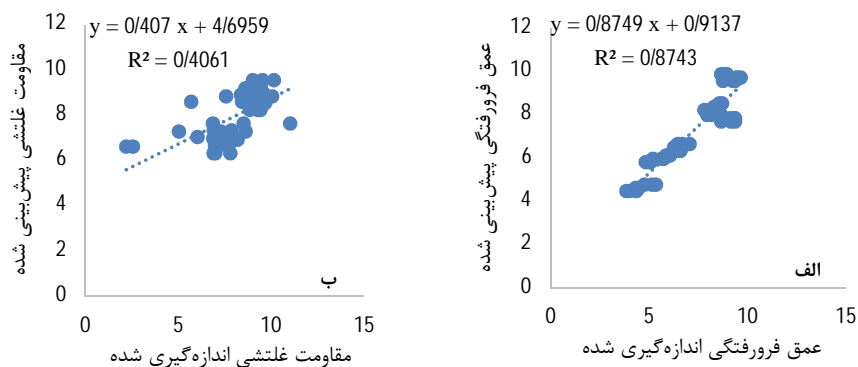 y = 0/8749 x + 0/9137
R² = 0/8743
12
10
8
6
4
2
0
0 5 10 15
عمق فرورفتگی پیش‌بینی شده
عمق فرورفتگی اندازه‌گیری شده
الف
y = 0/407 x + 4/6959
R² = 0/4061
12
10
8
6
4
2
0
0 5 10 15
مقاومت غلتشی پیش‌بینی شده
مقاومت غلتشی اندازه‌گیری شده
ب